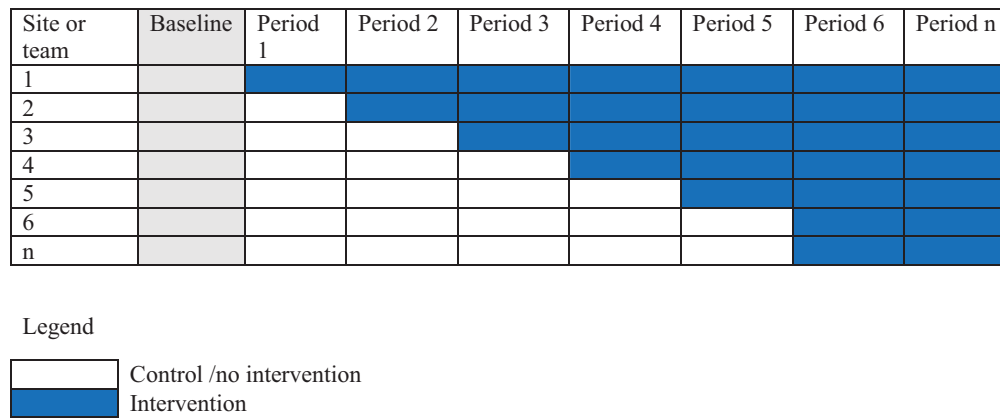 Site or team Baseline Period 1 Period 2 Period 3 Period 4 Period 5 Period 6 Period n
1
2
3
4
5
6
n
Legend
Control /no intervention
Intervention